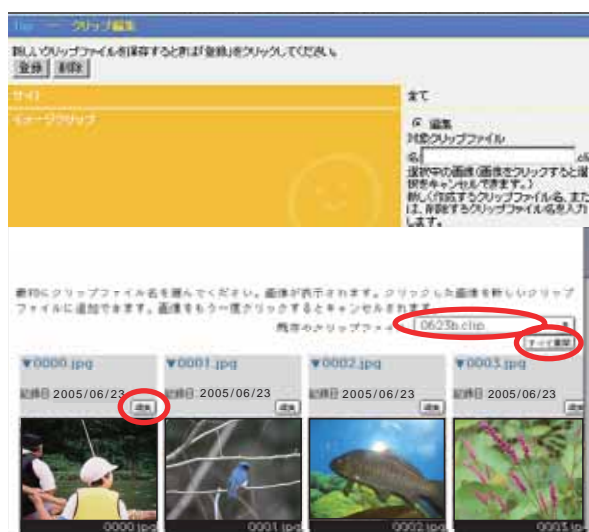 Top ー クリップ編集
新しいクリップファイルを保存するときは「登録」をクリックしてください。
登録 削除
サイト
全て
イメージクリップ
編集
対象クリップファイル
名
選択中の画像(画像をクリックすると選
択をキャンセルできます。)
新しく作成するクリップファイル名、また
は、削除するクリップファイル名を入力
します。
最初にクリップファイル名を選んでください。画像が表示されます。クリックした画像を新しいクリップ
ファイルに追加できます。画像をもう一度クリックするとキャンセルされます。
既存のクリップファイ
0623b.clip
▼0000.jpg ▼0001.jpg ▼0002.jpg ▼0003.jpg
記録日 2005/06/23 記録日 2005/06/23 記録日 2005/06/23 記録日 2005/06/23
0000.jpg 0001.jpg 0002.jpg 0003.jp